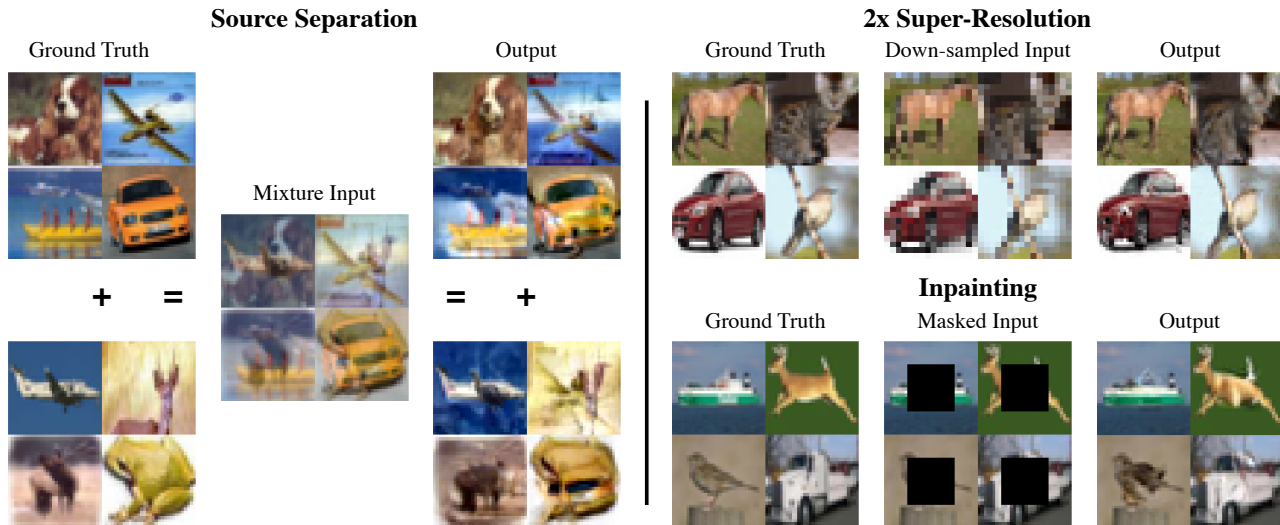 Source Separation
Ground Truth
Output
Mixture Input
+ =
= +
2x Super-Resolution
Ground Truth Down-sampled Input Output
Inpainting
Ground Truth Masked Input Output